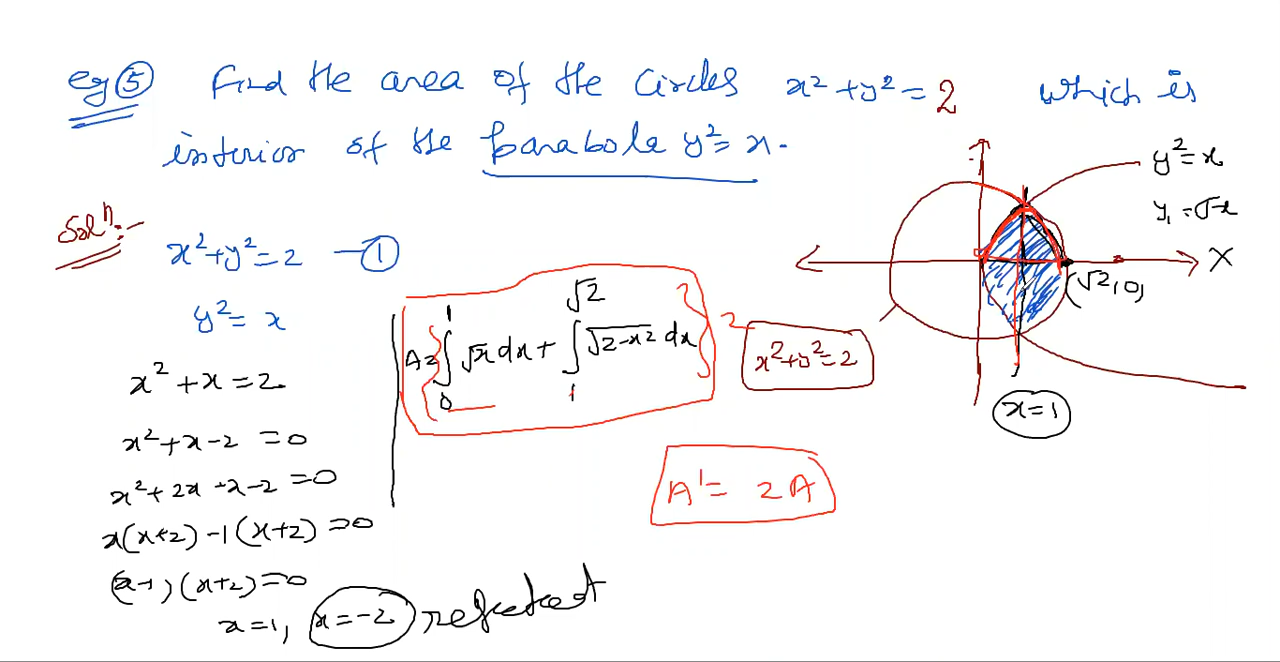 eg ⑤ Find the area of the Circles x² + y² = 2 which is
interior of the parabola y² = x.
Solⁿ:-
x² + y² = 2 — ①
y² = x
x² + x = 2
x² + x - 2 = 0
x² + 2x - x - 2 = 0
x(x+2) - 1(x+2) = 0
(x-1)(x+2) = 0
x = 1, x = -2 rejected
A = { ∫₀¹ √x dx + ∫₁^√2 √2-x² dx } 2
A' = 2A
y² = x
y₁ = √x
X
(√2, 0)
x² + y² = 2
x = 1